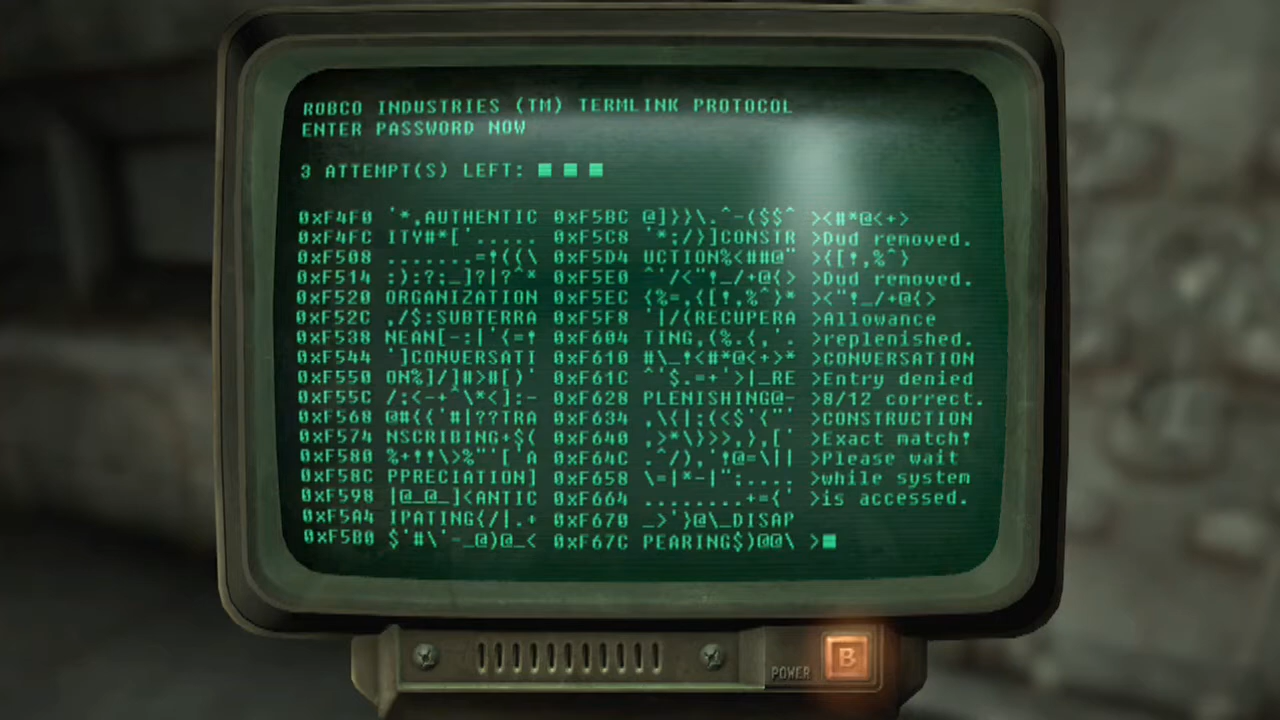 ROBCO INDUSTRIES (TM) TERMLINK PROTOCOL
ENTER PASSWORD NOW
3 ATTEMPT(S) LEFT: ■ ■ ■
0xF4F0 '*,AUTHENTIC 0xF5BC @]}}\.^-($$^ ><#*@<+>
0xF4FC ITY#*['..... 0xF5C8 '*;/)}]CONSTR >Dud removed.
0xF508 .......=!((\ 0xF5D4 UCTION%<##@" >{[!,%^}
0xF514 :):?;_]?|?^* 0xF5E0 ^'/<"!_/+@{> >Dud removed.
0xF520 ORGANIZATION 0xF5EC {%=,{[!,%^}* ><"!_/+@{>
0xF52C ,/$:SUBTERRA 0xF5F8 '|/(RECUPERA >Allowance
0xF538 NEAN[-:|'{=! 0xF604 TING,(%.{,'. >replenished.
0xF544 ']CONVERSATI 0xF610 #\_!<#*@<+>* >CONVERSATION
0xF550 ON%]/]#>#[)' 0xF61C ^'$.=+'>|_RE >Entry denied
0xF55C /:<-+^\*<]:- 0xF628 PLENISHING@- >8/12 correct.
0xF568 @#{{'#|??TRA 0xF634 ,\{|;(<$'{"' >CONSTRUCTION
0xF574 NSCRIBING+$( 0xF640 ,>*\}>>,},[' >Exact match!
0xF580 %+!!\>%"'['A 0xF64C .^/),'!@=\|| >Please wait
0xF58C PPRECIATION] 0xF658 \=|*-|":.... >while system
0xF598 |@_@_]<ANTIC 0xF664 ........+={' >is accessed.
0xF5A4 IPATING{/|.+ 0xF670 _>'}@\_DISAP
0xF5B0 $'#\'-_@)@_< 0xF67C PEARING$)@@\ >■
POWER B